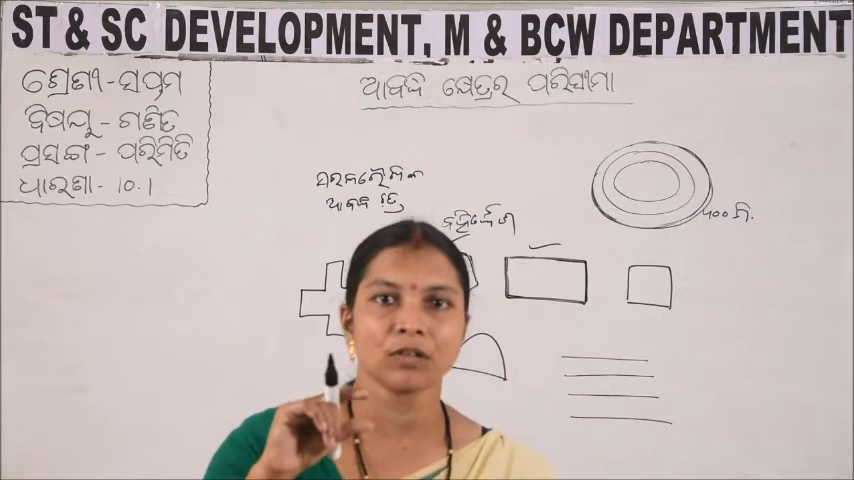 ST & SC DEVELOPMENT, M & BCW DEPARTMENT
ଶ୍ରେଣୀ - ସପ୍ତମ
ବିଷୟ - ଗଣିତ
ପ୍ରସଙ୍ଗ - ପରିମିତି
ଧାରଣା - 10.1
ଆବଦ୍ଧ କ୍ଷେତ୍ରର ପରିସୀମା
ସରଳରୈଖିକ
ଆବଦ୍ଧ
୪୦୦ ମି.